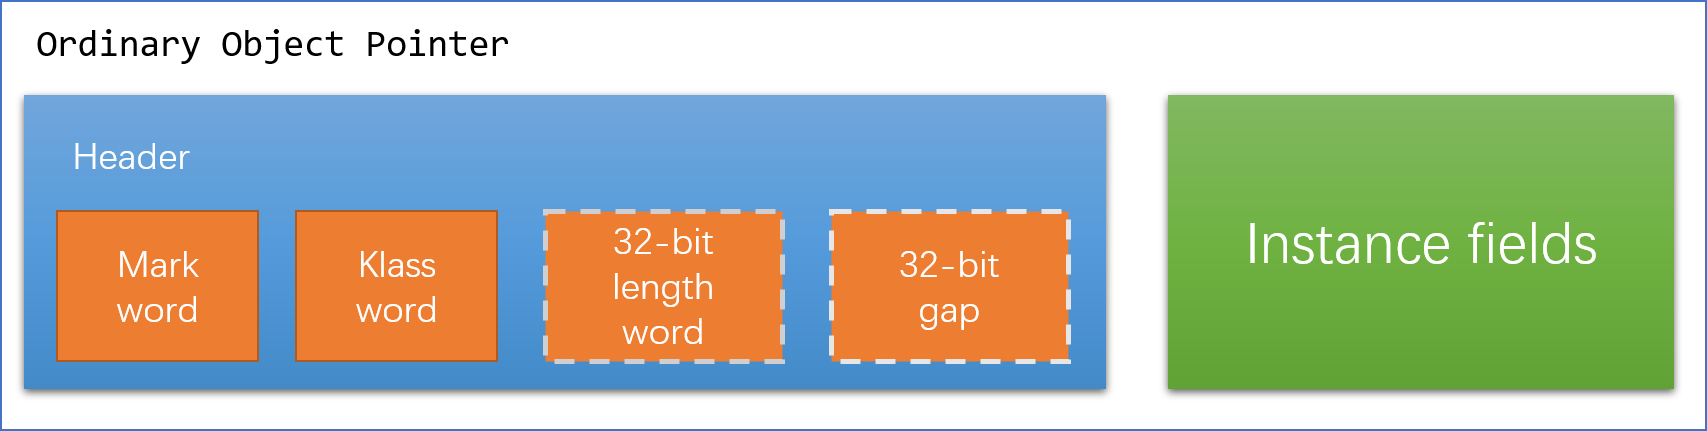 Ordinary Object Pointer
Header
Mark
word
Klass
word
32-bit
length
word
32-bit
gap
Instance fields